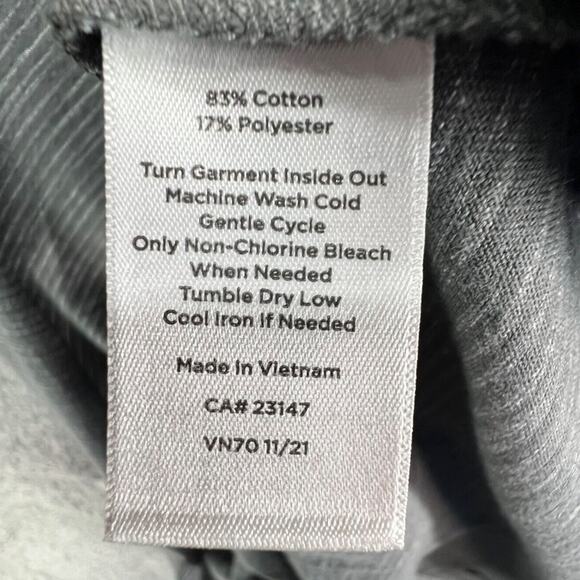 83% Cotton
17% Polyester
Turn Garment Inside Out
Machine Wash Cold
Gentle Cycle
Only Non-Chlorine Bleach
When Needed
Tumble Dry Low
Cool Iron If Needed
Made In Vietnam
CA# 23147
VN70 11/21